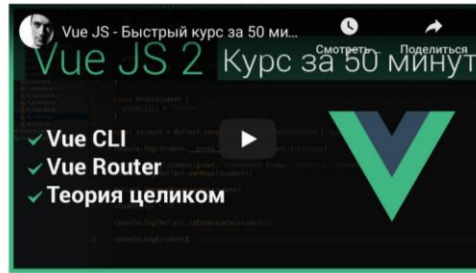 Vue JS - Быстрый курс за 50 ми...
Смотреть...
Поделиться
Vue JS 2 Курс за 50 минут
✓ Vue CLI
✓ Vue Router
✓ Теория целиком